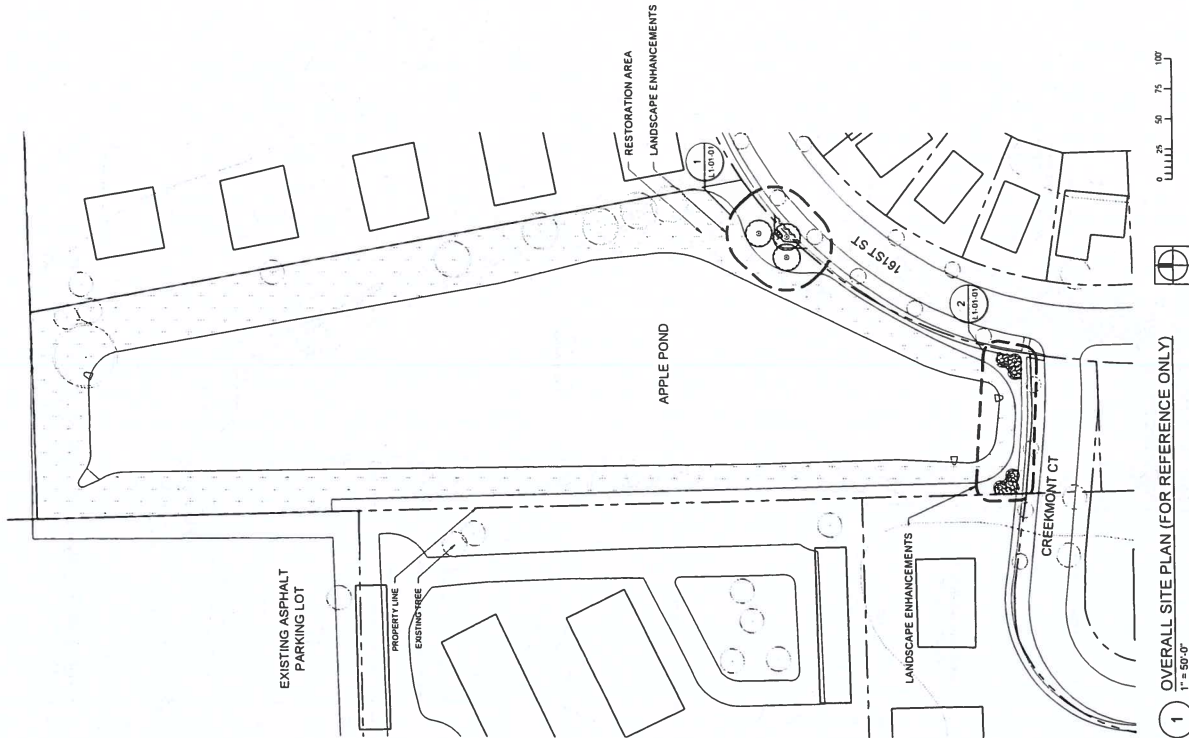 RESTORATION AREA
LANDSCAPE ENHANCEMENTS
1
L1-01-01
161ST ST
2
L1-01-01
APPLE POND
EXISTING ASPHALT
PARKING LOT
PROPERTY LINE
EXISTING TREE
LANDSCAPE ENHANCEMENTS
CREEKMONT CT
1
OVERALL SITE PLAN (FOR REFERENCE ONLY)
1" = 50'-0"
0 25 50 75 100'